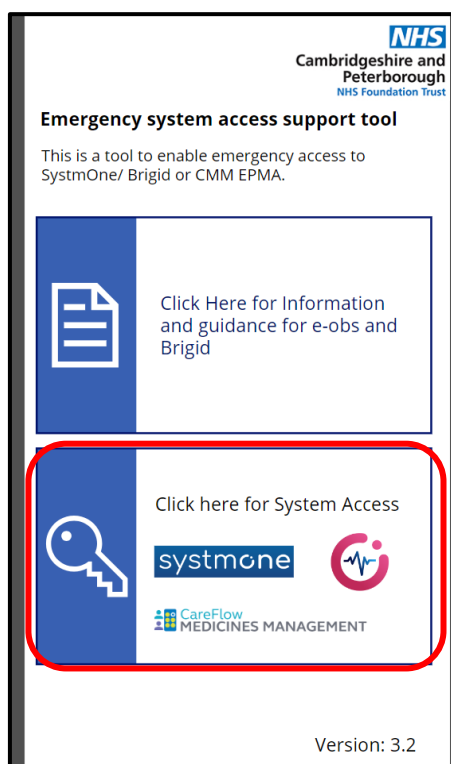 NHS
Cambridgeshire and
Peterborough
NHS Foundation Trust
Emergency system access support tool
This is a tool to enable emergency access to
SystmOne/ Brigid or CMM EPMA.
Click Here for Information
and guidance for e-obs and
Brigid
Click here for System Access
systmone
CareFlow
MEDICINES MANAGEMENT
Version: 3.2